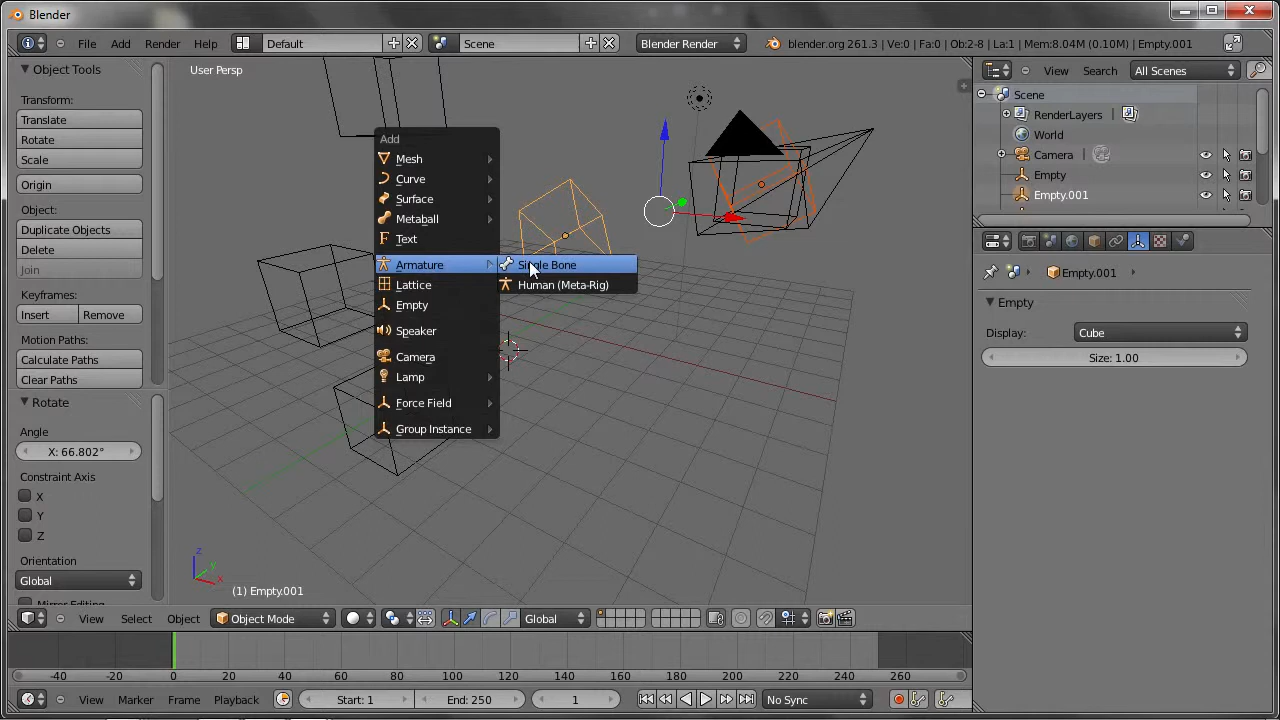 Blender
File Add Render Help Default Scene Blender Render blender.org 261.3 | Ve:0 | Fa:0 | Ob:2-8 | La:1 | Mem:8.04M (0.10M) | Empty.001
Object Tools
Transform:
Translate
Rotate
Scale
Origin
Object:
Duplicate Objects
Delete
Join
Keyframes:
Insert Remove
Motion Paths:
Calculate Paths
Clear Paths
Rotate
Angle
X: 66.802°
Constraint Axis
X
Y
Z
Orientation
Global
User Persp
Add
Mesh
Curve
Surface
Metaball
Text
Armature
Lattice
Empty
Speaker
Camera
Lamp
Force Field
Group Instance
Single Bone
Human (Meta-Rig)
z
y
x
(1) Empty.001
View Search All Scenes
Scene
RenderLayers
World
Camera
Empty
Empty.001
Empty.001
Empty
Display: Cube
Size: 1.00
View Select Object Object Mode Global
-40 -20 0 20 40 60 80 100 120 140 160 180 200 220 240 260
View Marker Frame Playback Start: 1 End: 250 1 No Sync